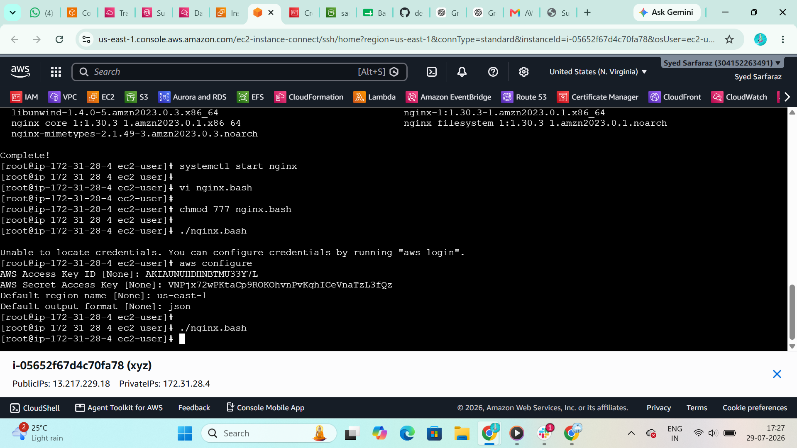 (4)
Co
Tra
Su
Da
Ins
Cr
sa
Ba
de
Gr
Gr
Su
Ask Gemini
us-east-1.console.aws.amazon.com/ec2-instance-connect/ssh/home?region=us-east-1&connType=standard&instanceId=i-05652f67d4c70fa78&osUser=ec2-u...
aws
Search
[Alt+S]
United States (N. Virginia)
Syed Sarfaraz (304152263491)
Syed Sarfaraz
IAM VPC EC2 S3 Aurora and RDS EFS CloudFormation Lambda Amazon EventBridge Route 53 Certificate Manager CloudFront CloudWatch
libunwind-1.4.0-5.amzn2023.0.3.x86_64 nginx-1:1.30.3-1.amzn2023.0.1.x86_64
nginx-core-1:1.30.3-1.amzn2023.0.1.x86_64 nginx-filesystem-1:1.30.3-1.amzn2023.0.1.noarch
nginx-mimetypes-2.1.49-3.amzn2023.0.3.noarch
Complete!
[root@ip-172-31-28-4 ec2-user]# systemctl start nginx
[root@ip-172-31-28-4 ec2-user]#
[root@ip-172-31-28-4 ec2-user]# vi nginx.bash
[root@ip-172-31-28-4 ec2-user]#
[root@ip-172-31-28-4 ec2-user]# chmod 777 nginx.bash
[root@ip-172-31-28-4 ec2-user]#
[root@ip-172-31-28-4 ec2-user]# ./nginx.bash
Unable to locate credentials. You can configure credentials by running "aws login".
[root@ip-172-31-28-4 ec2-user]# aws configure
AWS Access Key ID [None]:
AWS Secret Access Key [None]:
Default region name [None]: us-east-1
Default output format [None]: json
[root@ip-172-31-28-4 ec2-user]#
[root@ip-172-31-28-4 ec2-user]# ./nginx.bash
[root@ip-172-31-28-4 ec2-user]#
i-05652f67d4c70fa78 (xyz)
PublicIPs: 13.217.229.18 PrivateIPs: 172.31.28.4
CloudShell Agent Toolkit for AWS Feedback Console Mobile App © 2026, Amazon Web Services, Inc. or its affiliates. Privacy Terms Cookie preferences
2
25°C
Light rain
Search
1
ENG
IN
17:27
29-07-2026